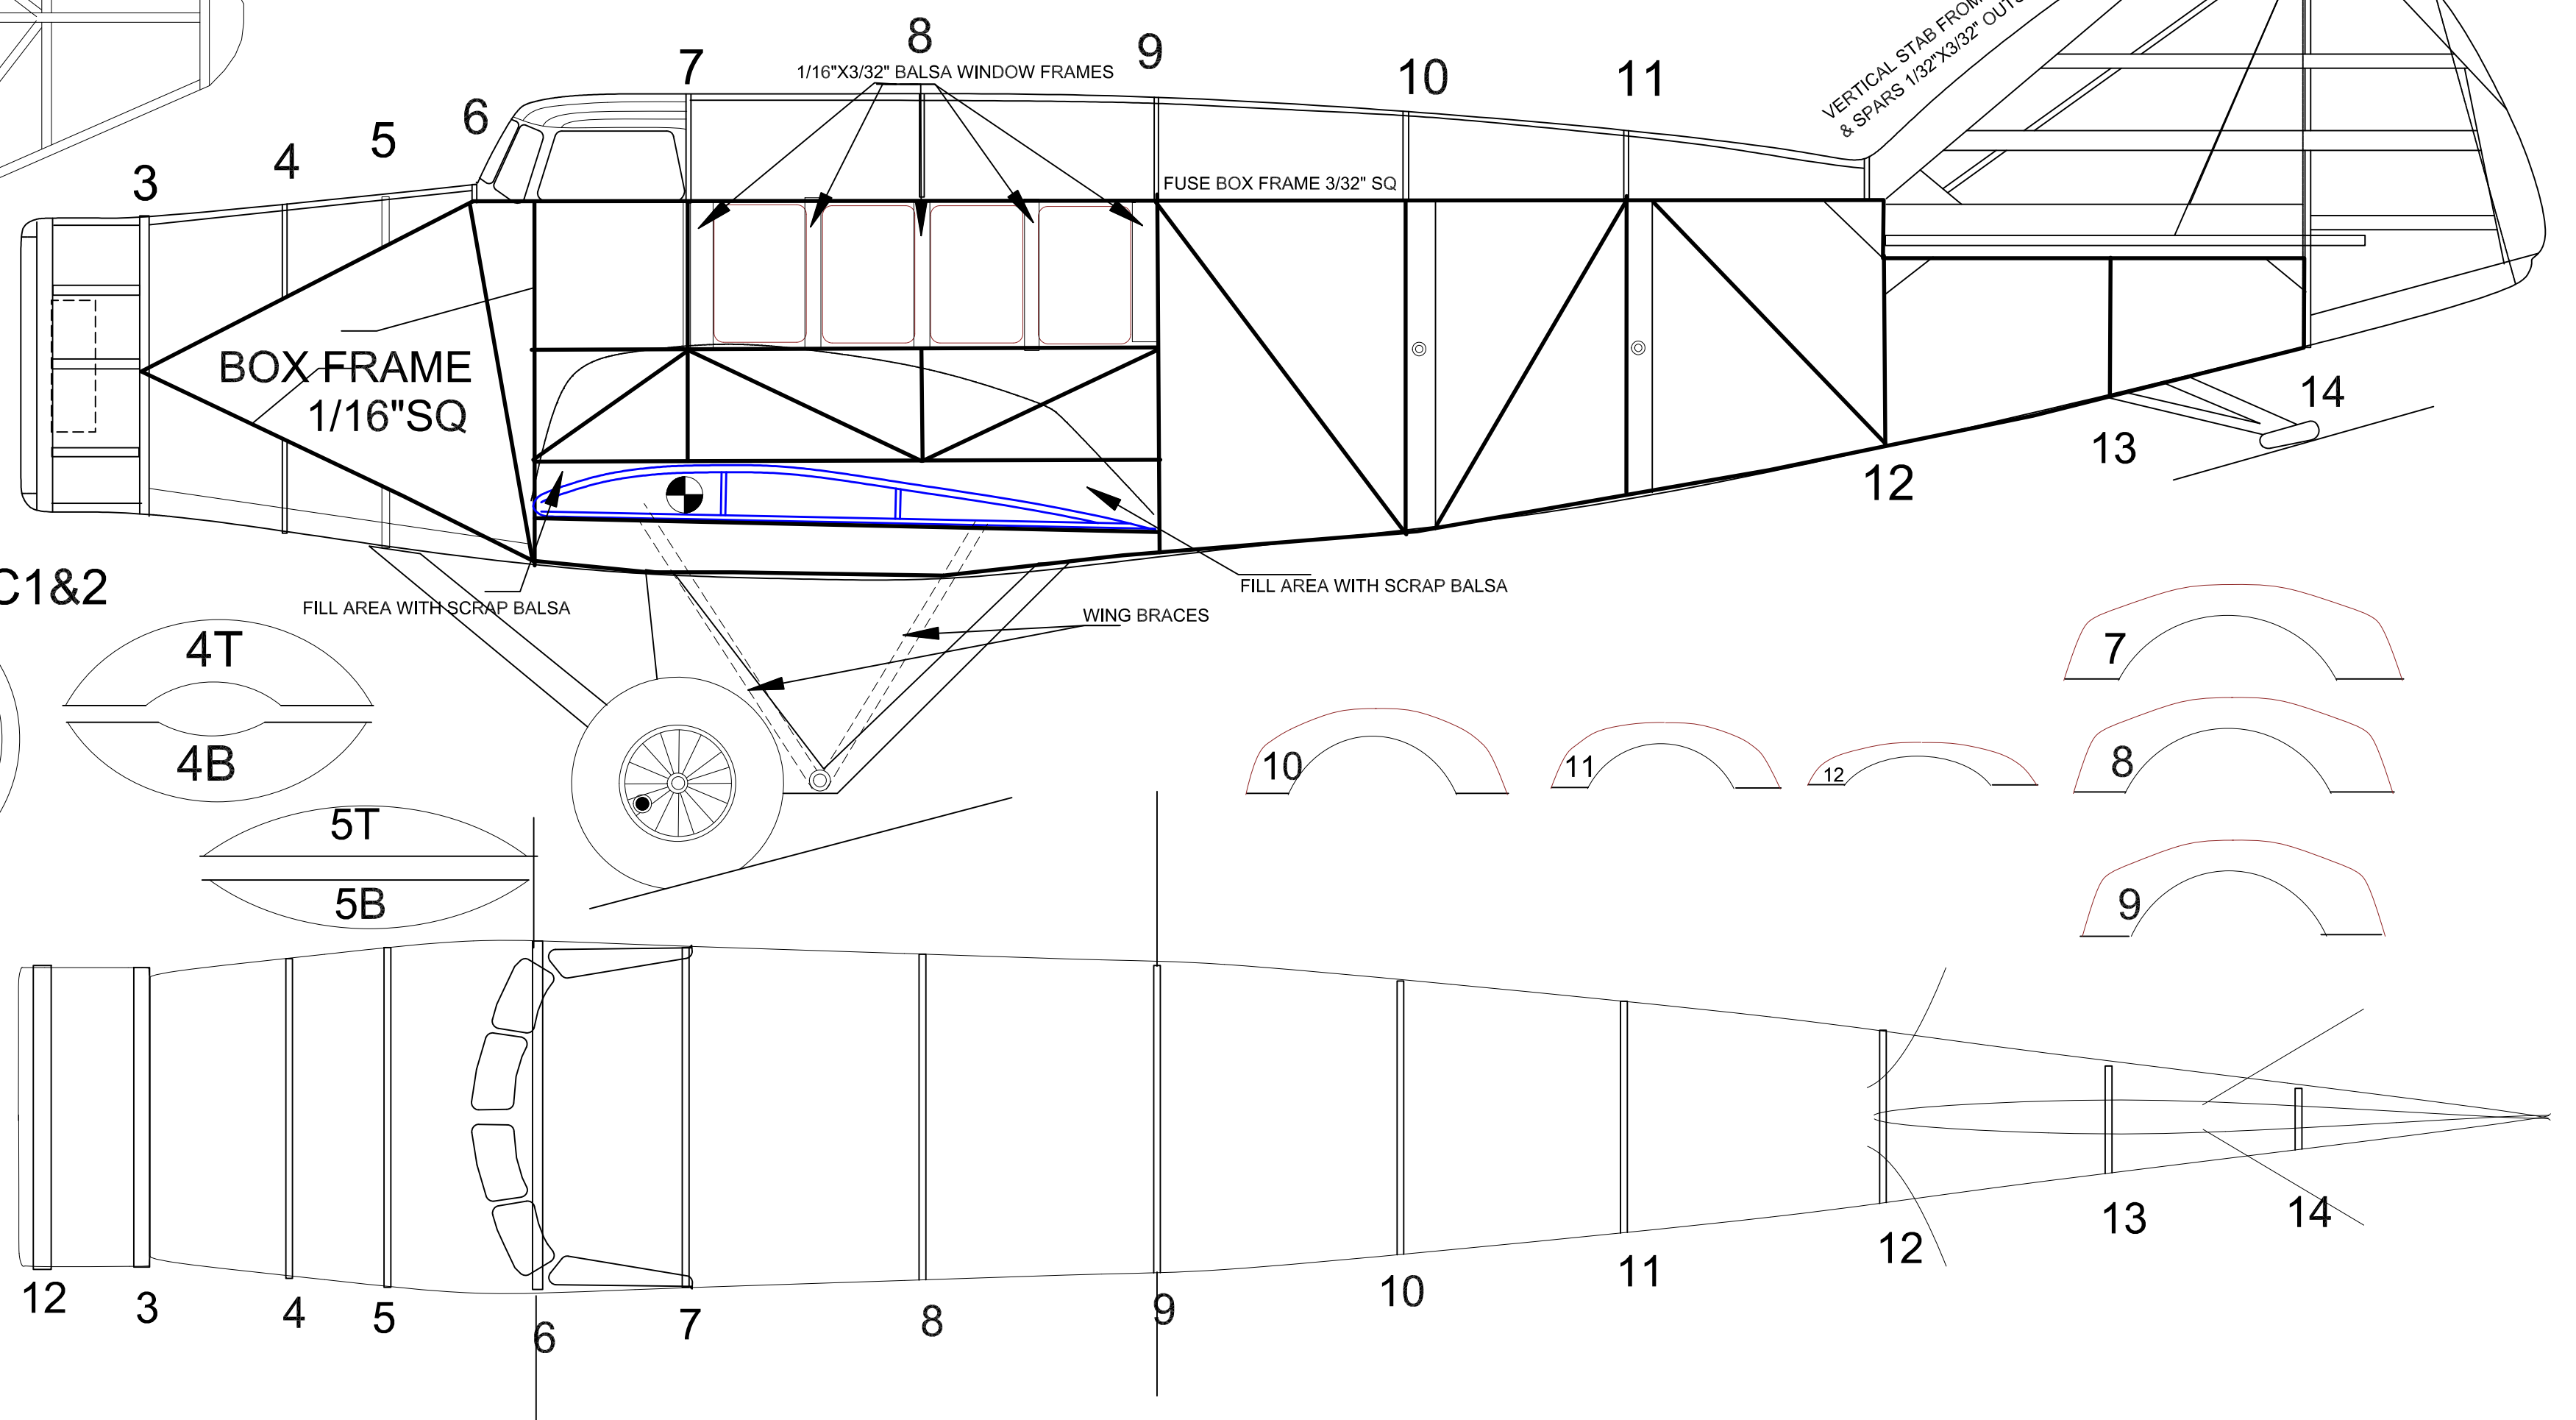 8
7
9
1/16"X3/32" BALSA WINDOW FRAMES
10
11
6
5
4
3
VERTICAL STAB FROM
& SPARS 1/32"X3/32"
FUSE BOX FRAME 3/32" SQ
BOX FRAME
1/16"SQ
14
13
12
C1&2
FILL AREA WITH SCRAP BALSA
FILL AREA WITH SCRAP BALSA
WING BRACES
4T
4B
7
10
11
12
8
5T
5B
9
12
3
4
5
6
7
8
9
10
11
12
13
14